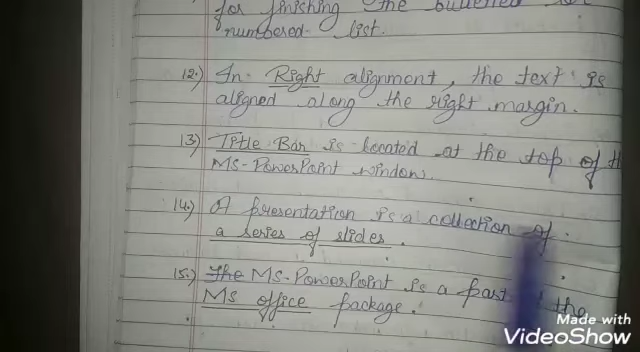 for finishing the bulleted
numbered list.
12.) In Right alignment, the text is
aligned along the right margin.
13.) Title Bar is Located at the top of
MS-PowerPoint window.
14.) A presentation is a collection of
a series of slides.
15.) The MS-PowerPoint is a part the
MS office package.
Made with
VideoShow